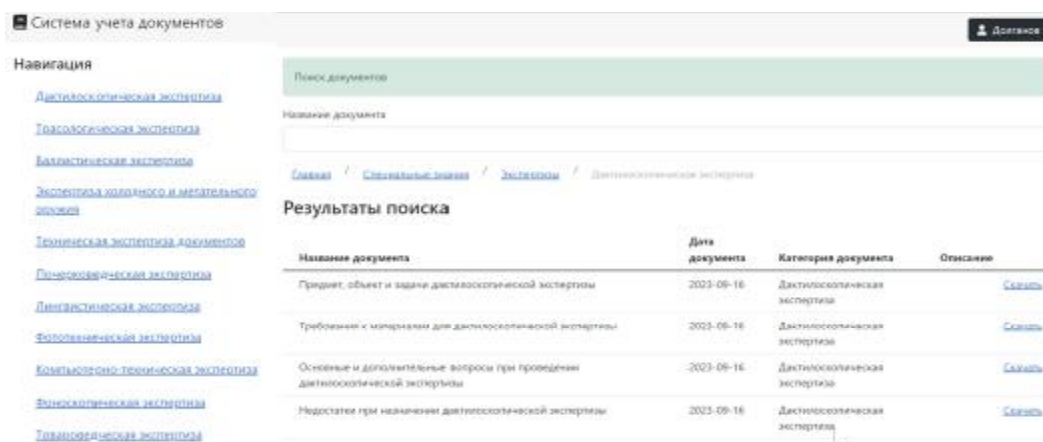 Система учета документов
Долганов
Навигация
Дактилоскопическая экспертиза
Трасологическая экспертиза
Баллистическая экспертиза
Экспертиза холодного и метательного
оружия
Техническая экспертиза документов
Почерковедческая экспертиза
Лингвистическая экспертиза
Фототехническая экспертиза
Компьютерно-техническая экспертиза
Фоноскопическая экспертиза
Товароведческая экспертиза
Поиск документов
Название документа
Главная / Специальные знания / Экспертизы / Дактилоскопическая экспертиза
Результаты поиска
Название документа Дата документа Категория документа Описание
Предмет, объект и задачи дактилоскопической экспертизы 2023-09-16 Дактилоскопическая экспертиза Скачать
Требования к материалам для дактилоскопической экспертизы 2023-09-16 Дактилоскопическая экспертиза Скачать
Основные и дополнительные вопросы при проведении дактилоскопической экспертизы 2023-09-16 Дактилоскопическая экспертиза Скачать
Недостатки при назначении дактилоскопической экспертизы 2023-09-16 Дактилоскопическая экспертиза Скачать